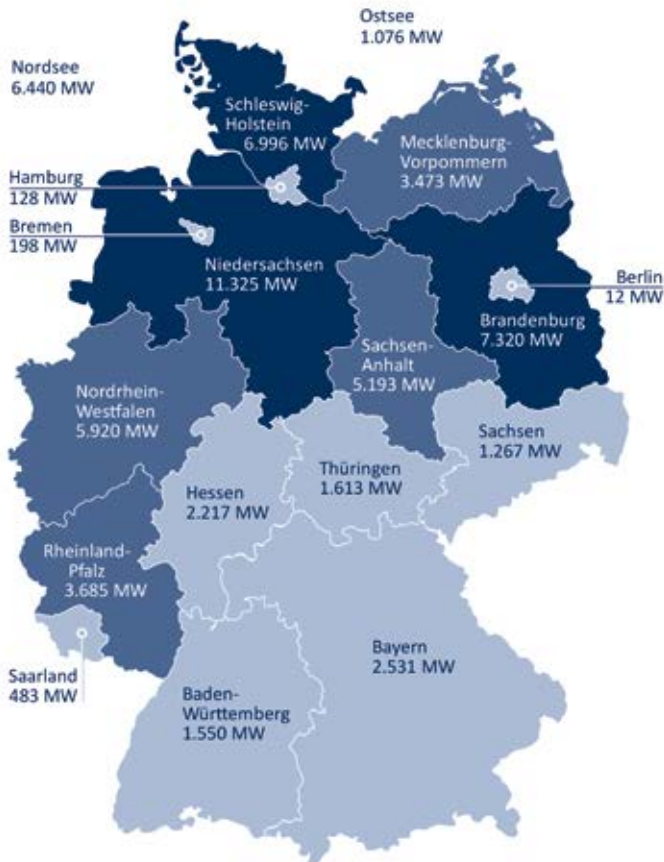 Ostsee
1.076 MW
Nordsee
6.440 MW
Schleswig-
Holstein
6.996 MW
Mecklenburg-
Vorpommern
3.473 MW
Hamburg
128 MW
Bremen
198 MW
Niedersachsen
11.325 MW
Berlin
12 MW
Brandenburg
7.320 MW
Sachsen-
Anhalt
5.193 MW
Nordrhein-
Westfalen
5.920 MW
Sachsen
1.267 MW
Thüringen
1.613 MW
Hessen
2.217 MW
Rheinland-
Pfalz
3.685 MW
Bayern
2.531 MW
Saarland
483 MW
Baden-
Württemberg
1.550 MW